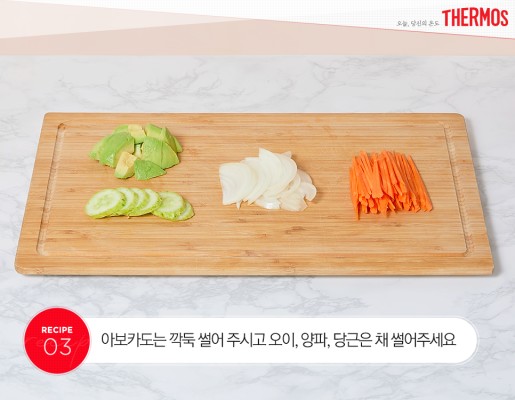 오늘, 당신의 온도 THERMOS
RECIPE
03
아보카도는 깍둑 썰어 주시고 오이, 양파, 당근은 채 썰어주세요